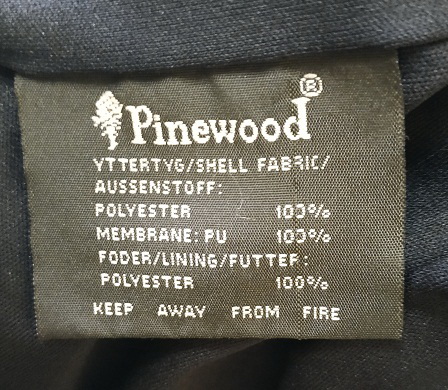 Pinewood®
YTTERTYG/SHELL FABRIC/
AUSSENSTOFF:
POLYESTER 100%
MEMBRANE: PU 100%
FODER/LINING/FUTTER:
POLYESTER 100%
KEEP AWAY FROM FIRE